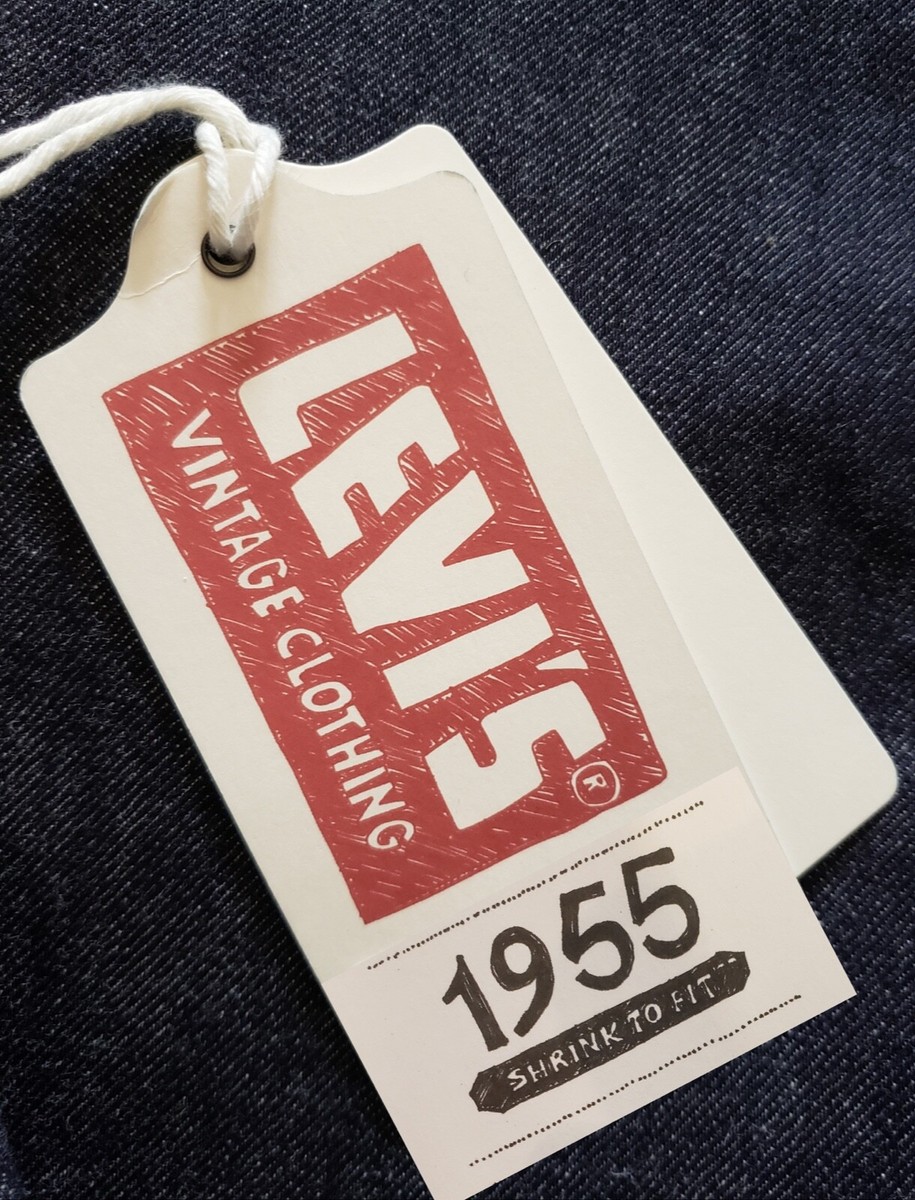 LEVI'S®
VINTAGE CLOTHING
1955
SHRINK TO FIT